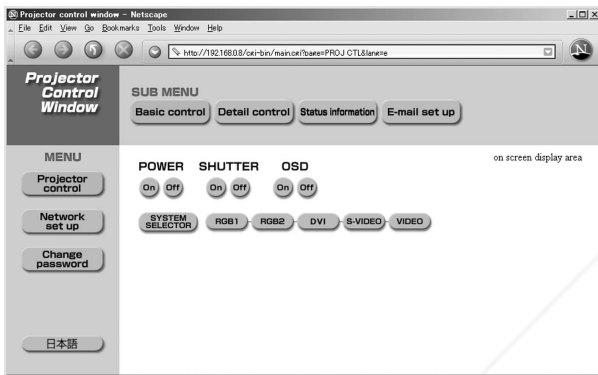 Projector control window - Netscape
File Edit View Go Bookmarks Tools Window Help
http://192.168.0.8/cgi-bin/main.cgi?page=PROJ CTL&lang=e
N
Projector
Control
Window
SUB MENU
Basic control Detail control Status information E-mail set up
MENU
Projector
control
Network
set up
Change
password
日本語
POWER SHUTTER OSD
On Off On Off On Off
SYSTEM
SELECTOR RGB1 RGB2 DVI S-VIDEO VIDEO
on screen display area